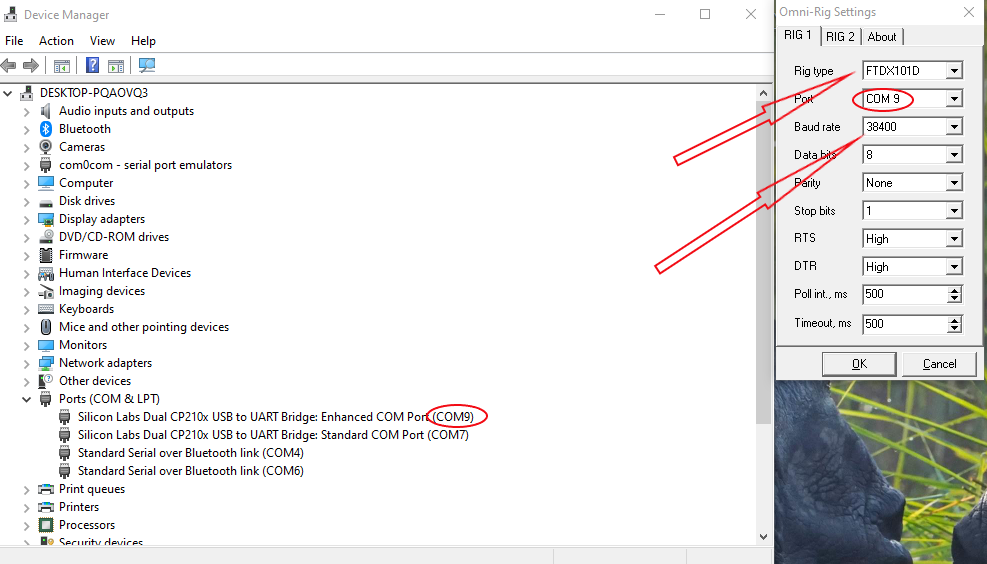 Device Manager
File Action View Help
DESKTOP-PQAOVQ3
Audio inputs and outputs
Bluetooth
Cameras
com0com - serial port emulators
Computer
Disk drives
Display adapters
DVD/CD-ROM drives
Firmware
Human Interface Devices
Imaging devices
Keyboards
Mice and other pointing devices
Monitors
Network adapters
Other devices
Ports (COM & LPT)
Silicon Labs Dual CP210x USB to UART Bridge: Enhanced COM Port (COM9)
Silicon Labs Dual CP210x USB to UART Bridge: Standard COM Port (COM7)
Standard Serial over Bluetooth link (COM4)
Standard Serial over Bluetooth link (COM6)
Print queues
Printers
Processors
Security devices
Omni-Rig Settings
RIG 1 RIG 2 About
Rig type FTDX101D
Port COM 9
Baud rate 38400
Data bits 8
Parity None
Stop bits 1
RTS High
DTR High
Poll int., ms 500
Timeout, ms 500
OK Cancel